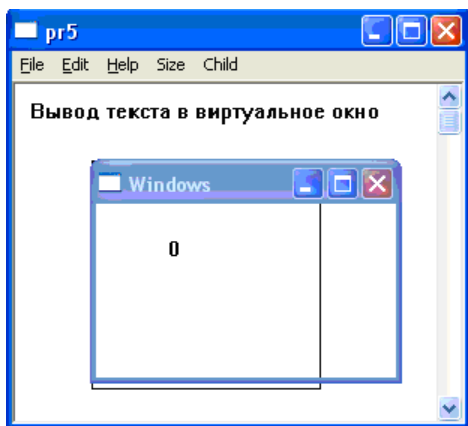 pr5
File Edit Help Size Child
Вывод текста в виртуальное окно
Windows
0